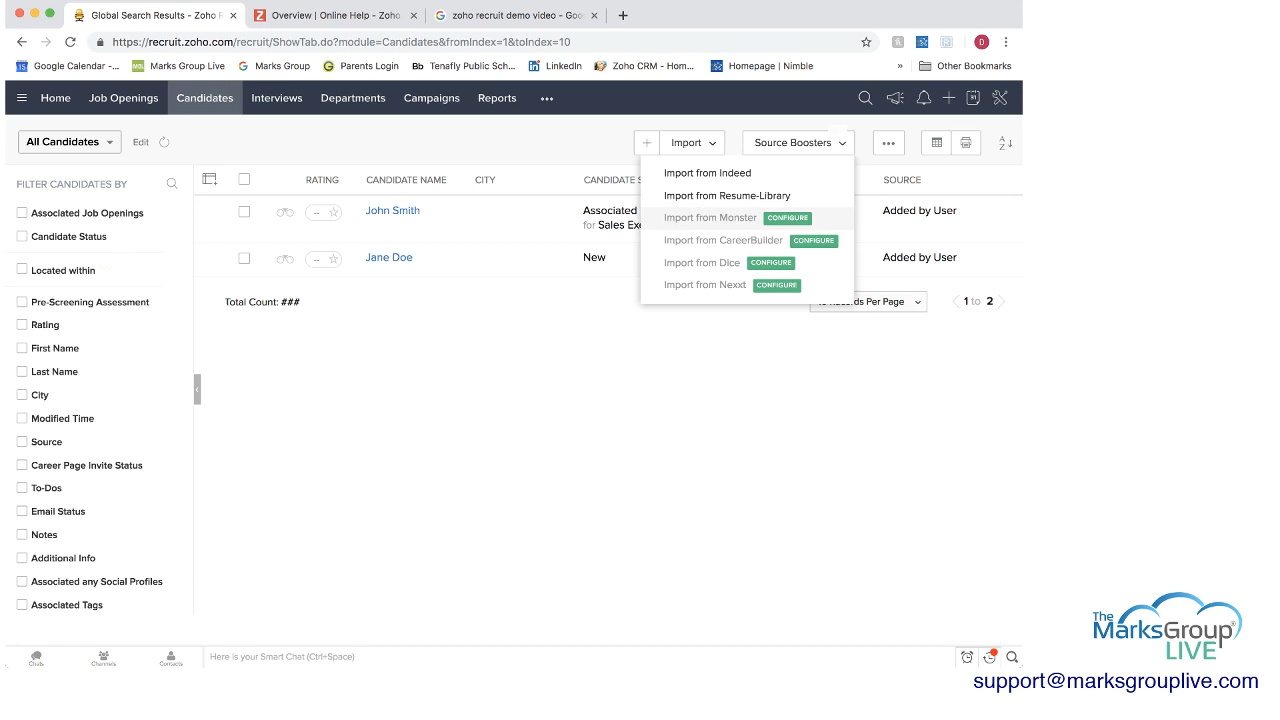 Global Search Results - Zoho R
Overview | Online Help - Zoho
zoho recruit demo video - Goo
https://recruit.zoho.com/recruit/ShowTab.do?module=Candidates&fromIndex=1&toIndex=10
D
Google Calendar -...
Marks Group Live
Marks Group
Parents Login
Bb Tenafly Public Sch...
LinkedIn
Zoho CRM - Hom...
Homepage | Nimble
»
Other Bookmarks
Home
Job Openings
Candidates
Interviews
Departments
Campaigns
Reports
All Candidates
Edit
Import
Source Boosters
FILTER CANDIDATES BY
Associated Job Openings
Candidate Status
Located within
Pre-Screening Assessment
Rating
First Name
Last Name
City
Modified Time
Source
Career Page Invite Status
To-Dos
Email Status
Notes
Additional Info
Associated any Social Profiles
Associated Tags
RATING
CANDIDATE NAME
CITY
CANDIDATE S
SOURCE
John Smith
Associated
for Sales Exe
Added by User
Jane Doe
New
Added by User
Total Count: ###
Records Per Page
1 to 2
Import from Indeed
Import from Resume-Library
Import from Monster CONFIGURE
Import from CareerBuilder CONFIGURE
Import from Dice CONFIGURE
Import from Nexxt CONFIGURE
Chats
Channels
Contacts
Here is your Smart Chat (Ctrl+Space)
The
MarksGroup®
LIVE
support@marksgrouplive.com